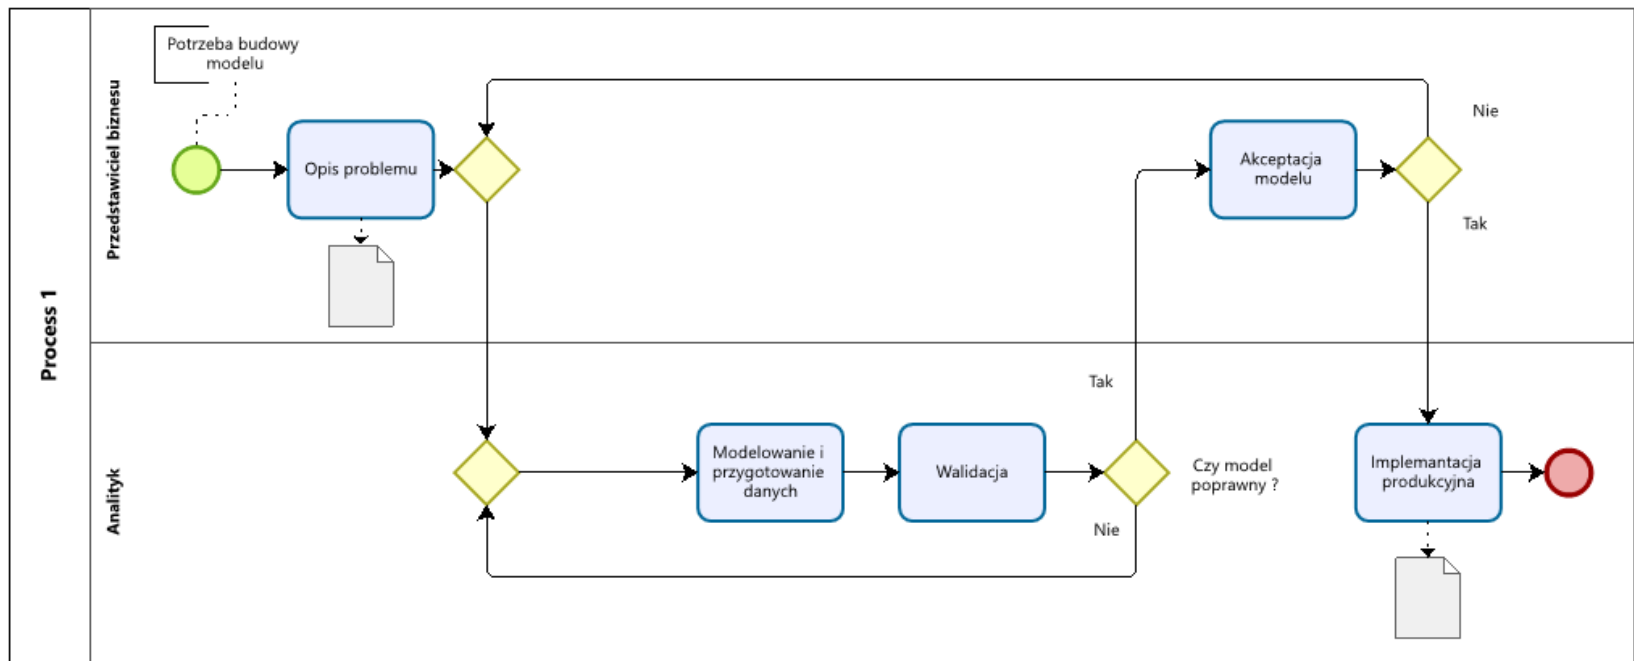 Process 1
Przedstawiciel biznesu
Potrzeba budowy
modelu
Opis problemu
Akceptacja
modelu
Nie
Tak
Analityk
Modelowanie i
przygotowanie
danych
Walidacja
Tak
Czy model
poprawny ?
Nie
Implemantacja
produkcyjna